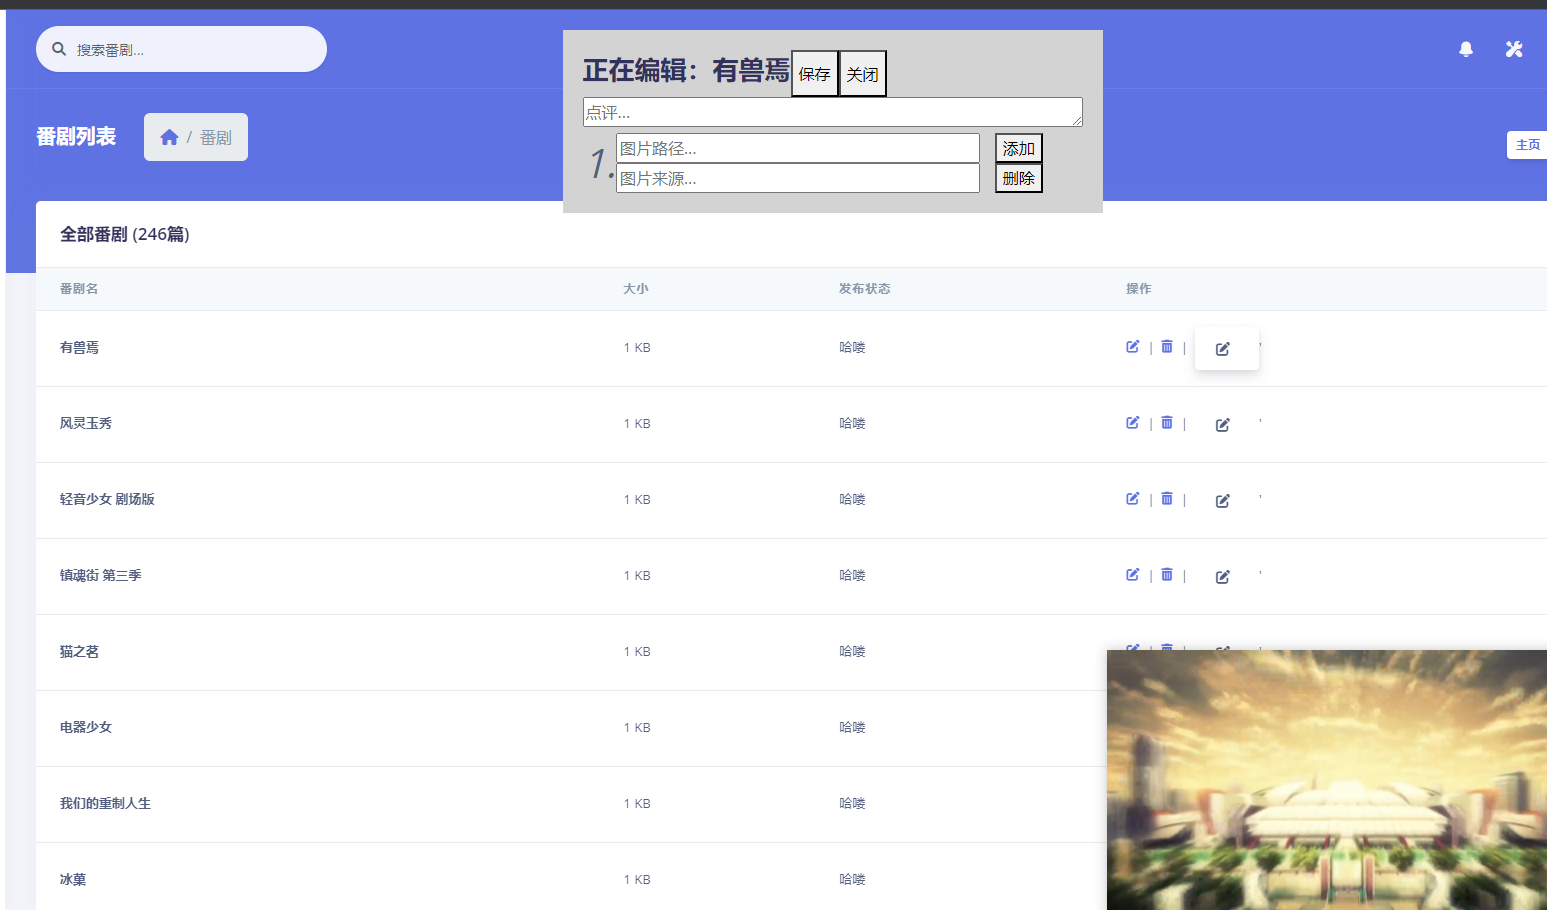 搜索番剧...
正在编辑：有兽焉 保存 关闭
点评...
番剧列表 / 番剧
1. 图片路径... 添加
图片来源... 删除
主页
全部番剧 (246篇)
番剧名 大小 发布状态 操作
有兽焉 1 KB 哈喽 | | '
风灵玉秀 1 KB 哈喽 | | '
轻音少女 剧场版 1 KB 哈喽 | | '
镇魂街 第三季 1 KB 哈喽 | | '
猫之茗 1 KB 哈喽 | | '
电器少女 1 KB 哈喽
我们的重制人生 1 KB 哈喽
冰菓 1 KB 哈喽